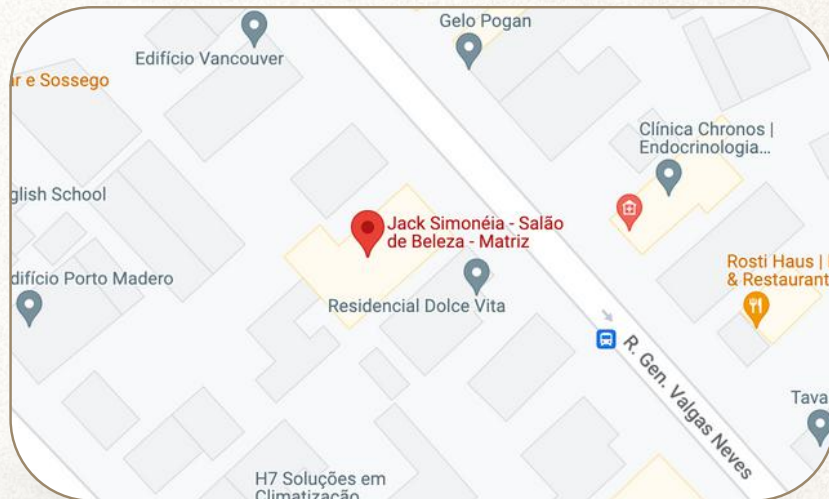 Gelo Pogan
Edifício Vancouver
r e Sossego
Clínica Chronos |
Endocrinologia...
glish School
Jack Simonéia - Salão
de Beleza - Matriz
Rosti Haus |
& Restaurant
difício Porto Madero
Residencial Dolce Vita
R. Gen. Valgas Neves
Tava
H7 Soluções em
Climatização